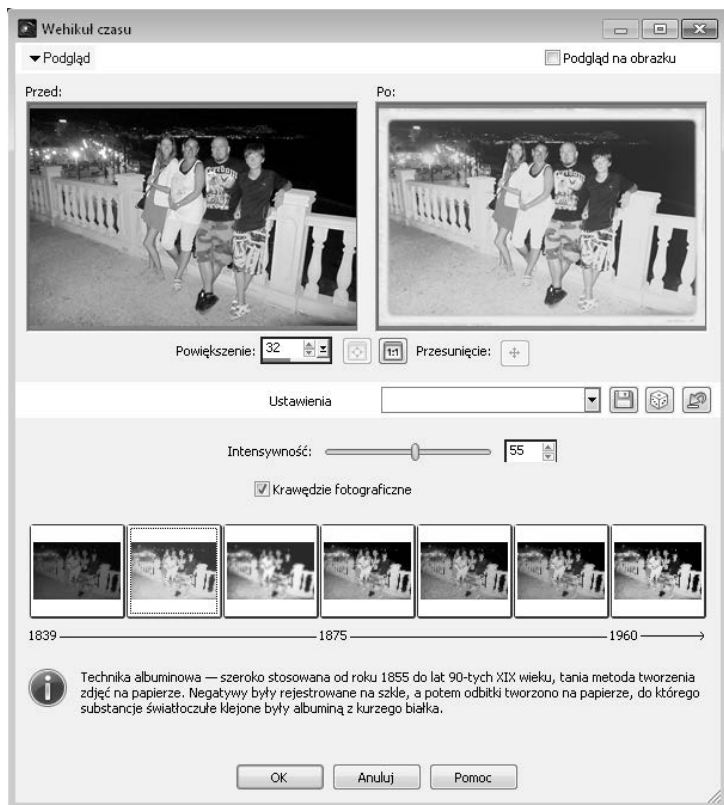 Wehikuł czasu
Podgląd
Podgląd na obrazku
Przed:
Po:
Powiększenie: 32
1:1
Przesunięcie:
Ustawienia
Intensywność: 55
Krawędzie fotograficzne
1839
1875
1960
Technika albuminowa — szeroko stosowana od roku 1855 do lat 90-tych XIX wieku, tania metoda tworzenia
zdjęć na papierze. Negatywy były rejestrowane na szkle, a potem odbitki tworzono na papierze, do którego
substancje światłoczułe klejone były albuminą z kurzego białka.
OK
Anuluj
Pomoc